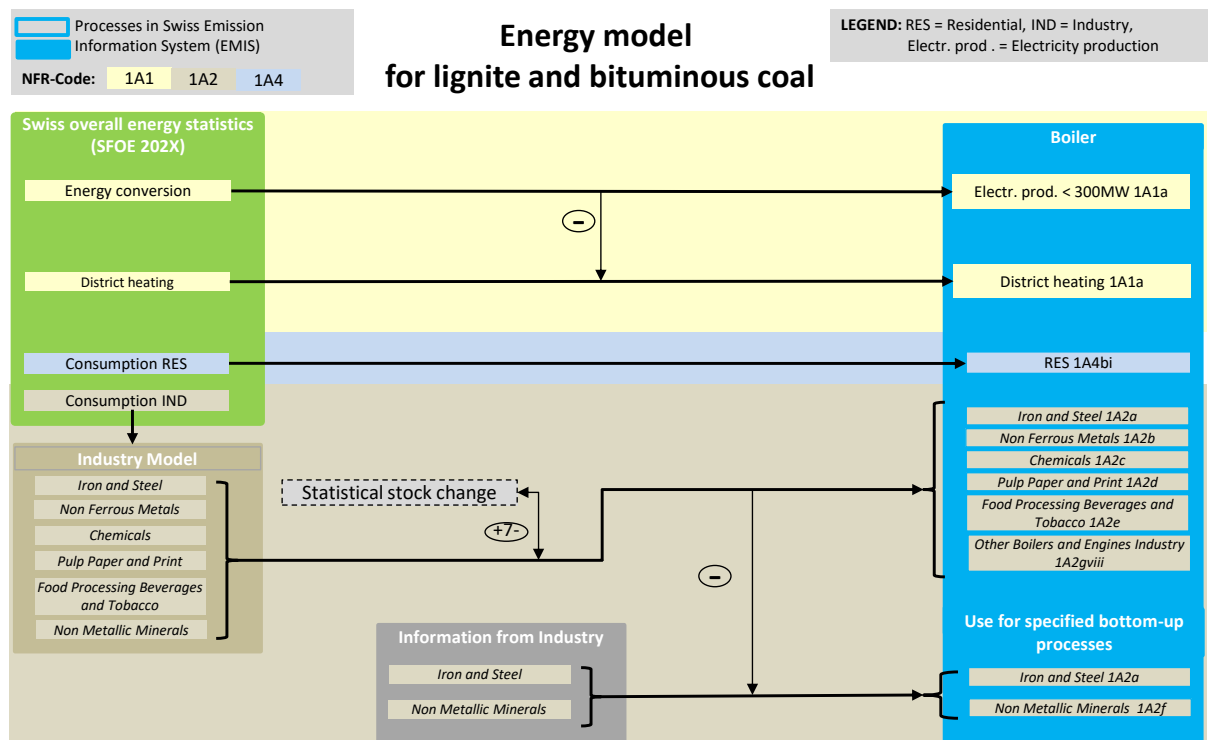 Processes in Swiss Emission
Information System (EMIS)
NFR-Code: 1A1 1A2 1A4
Energy model
for lignite and bituminous coal
LEGEND: RES = Residential, IND = Industry,
Electr. prod . = Electricity production
Swiss overall energy statistics
(SFOE 202X)
Energy conversion
District heating
Consumption RES
Consumption IND
Industry Model
Iron and Steel
Non Ferrous Metals
Chemicals
Pulp Paper and Print
Food Processing Beverages
and Tobacco
Non Metallic Minerals
−
Statistical stock change
+7-
−
Information from Industry
Iron and Steel
Non Metallic Minerals
Boiler
Electr. prod. < 300MW 1A1a
District heating 1A1a
RES 1A4bi
Iron and Steel 1A2a
Non Ferrous Metals 1A2b
Chemicals 1A2c
Pulp Paper and Print 1A2d
Food Processing Beverages and
Tobacco 1A2e
Other Boilers and Engines Industry
1A2gviii
Use for specified bottom-up
processes
Iron and Steel 1A2a
Non Metallic Minerals 1A2f